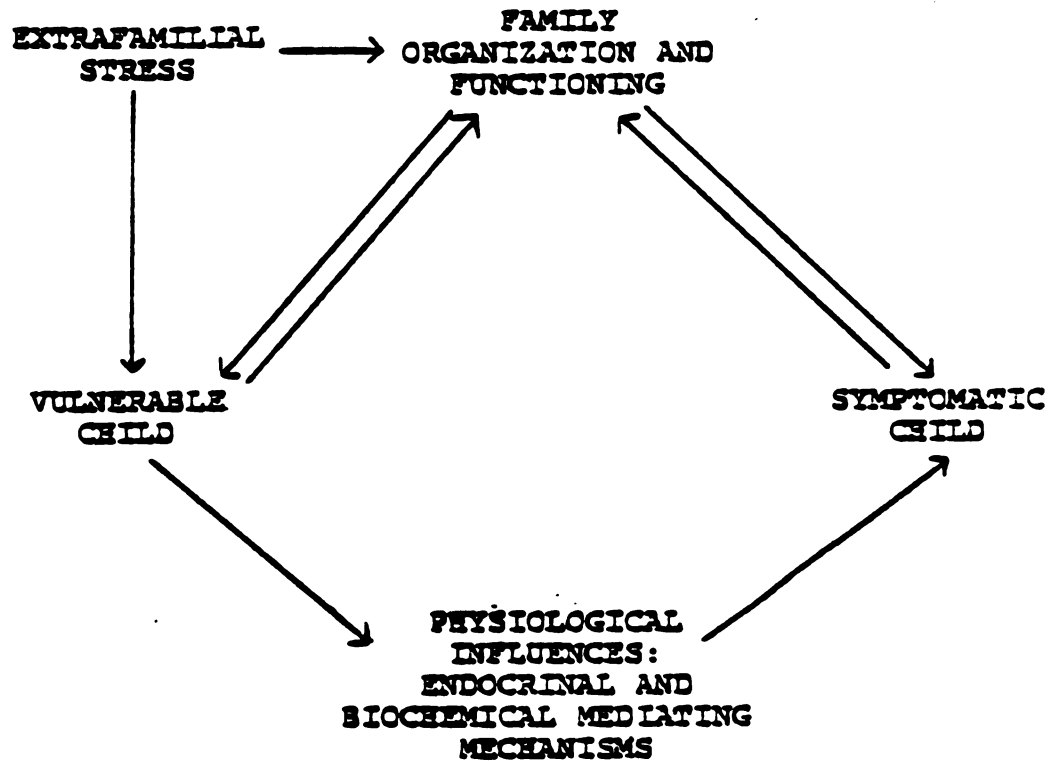 EXTRAFAMILIAL
STRESS
FAMILY
ORGANIZATION AND
FUNCTIONING
VULNERABLE
CHILD
SYMPTOMATIC
CHILD
PHYSIOLOGICAL
INFLUENCES:
ENDOCRINAL AND
BIOCHEMICAL MEDIATING
MECHANISMS